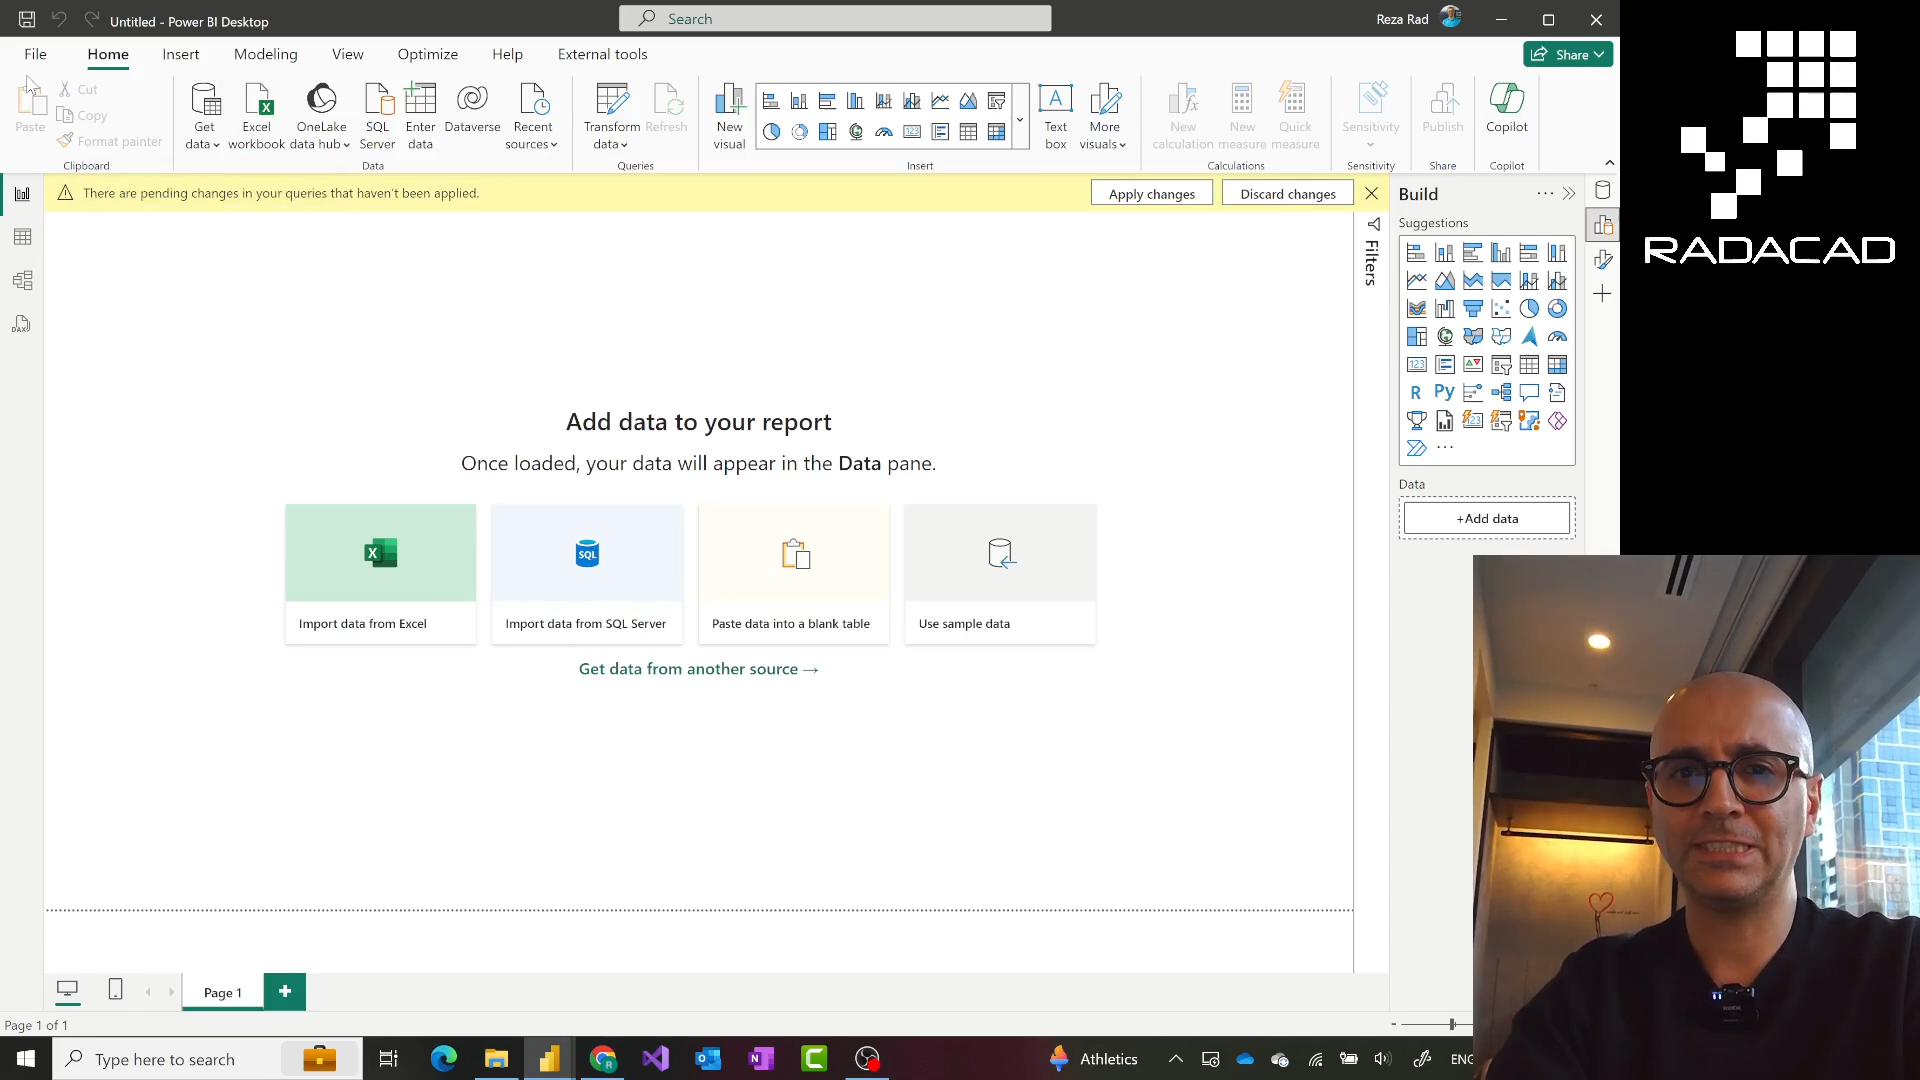 Untitled - Power BI Desktop
Search
Reza Rad
File
Home
Insert
Modeling
View
Optimize
Help
External tools
Share
Paste
Cut
Copy
Format painter
Clipboard
Get data
Excel workbook
OneLake data hub
SQL Server
Enter data
Dataverse
Recent sources
Data
Transform data
Refresh
Queries
New visual
Text box
More visuals
Insert
New calculation
New measure
Quick measure
Calculations
Sensitivity
Sensitivity
Publish
Share
Copilot
Copilot
RADACAD
There are pending changes in your queries that haven't been applied.
Apply changes
Discard changes
Build
Suggestions
Filters
DAX
123
R
Py
Data
+Add data
Add data to your report
Once loaded, your data will appear in the Data pane.
X
SQL
Import data from Excel
Import data from SQL Server
Paste data into a blank table
Use sample data
Get data from another source →
Page 1
Page 1 of 1
Type here to search
Athletics
ENG